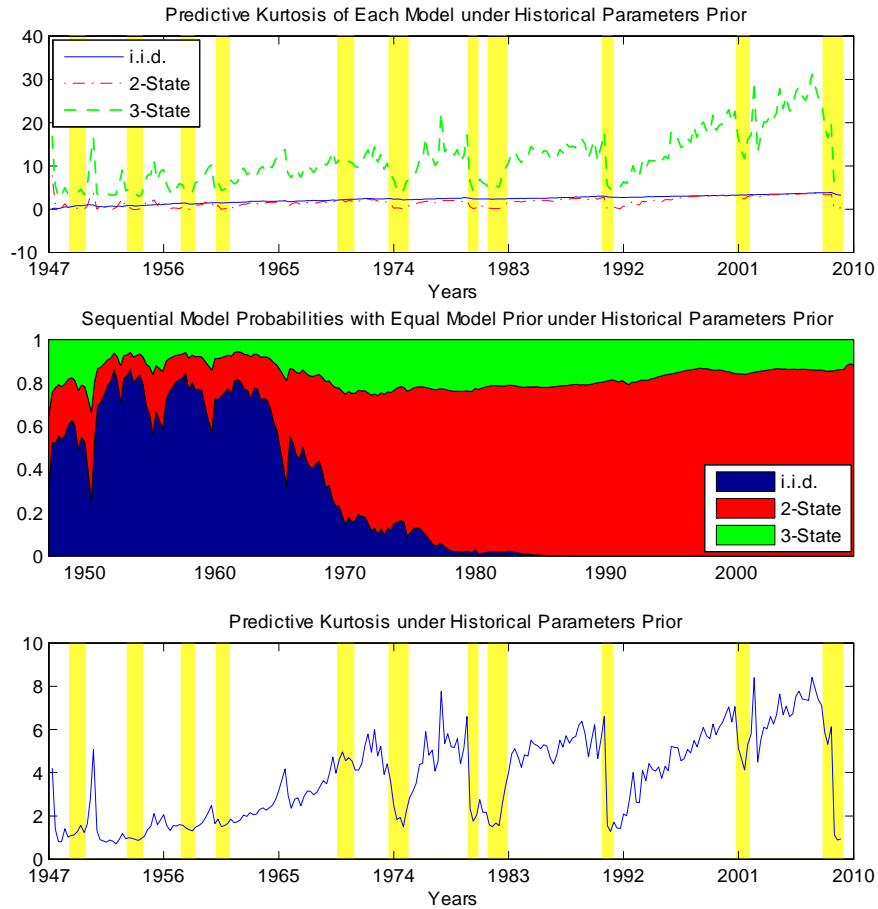 Predictive Kurtosis of Each Model under Historical Parameters Prior
40
30
20
10
0
-10
i.i.d.
2-State
3-State
1947 1956 1965 1974 1983 1992 2001 2010
Years
Sequential Model Probabilities with Equal Model Prior under Historical Parameters Prior
1
0.8
0.6
0.4
0.2
0
i.i.d.
2-State
3-State
1950 1960 1970 1980 1990 2000
Predictive Kurtosis under Historical Parameters Prior
10
8
6
4
2
0
1947 1956 1965 1974 1983 1992 2001 2010
Years